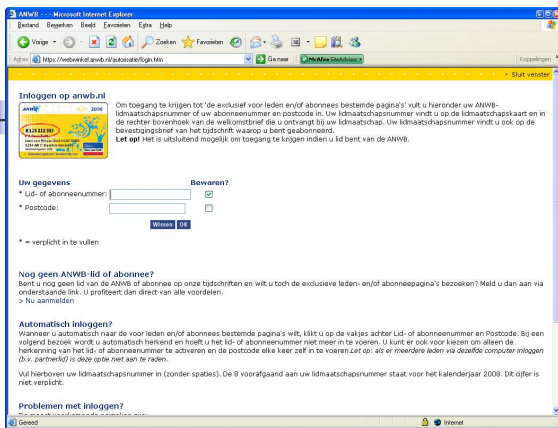 ANWB - - - Microsoft Internet Explorer
Bestand Bewerken Beeld Favorieten Extra Help
Vorige Zoeken Favorieten
Adres https://webwinkel.anwb.nl/autorisatie/login.htm Ga naar McAfee SiteAdvisor Koppelingen
Sluit venster
Inloggen op anwb.nl
ANWB 2008
Om toegang te krijgen tot 'de exclusief voor leden en/of abonnees bestemde pagina's' vult u hieronder uw ANWB-
lidmaatschapsnummer of uw abonnementnummer en postcode in. Uw lidmaatschapsnummer vindt u op de lidmaatschapskaart en in
de rechter bovenhoek van de welkomstbrief die u ontvangt bij uw lidmaatschap. Uw lidmaatschapsnummer vindt u ook op de
bevestigingsbrief van het tijdschrift waarop u bent geabonneerd.
Let op! Het is uitsluitend mogelijk om toegang te krijgen indien u lid bent van de ANWB.
Uw gegevens Bewaren?
* Lid- of abonneenummer:
* Postcode:
Wissen OK
* = verplicht in te vullen
Nog geen ANWB-lid of abonnee?
Bent u nog geen lid van de ANWB of abonnee op onze tijdschriften en wilt u toch de exclusieve leden- en/of abonneepagina's bezoeken? Meld u dan aan via
onderstaande link. U profiteert dan direct van alle voordelen.
> Nu aanmelden
Automatisch inloggen?
Wanneer u automatisch naar de voor leden en/of abonnees bestemde pagina's wilt, klikt u op de vakjes achter Lid- of abonneenummer en Postcode. Bij een
volgend bezoek wordt u automatisch herkend en hoeft u het lid- of abonneenummer niet meer in te voeren. U kunt er ook voor kiezen om alleen de
herkenning van het lid- of abonneenummer te activeren en de postcode elke keer zelf in te voeren.Let op: als er meerdere leden via dezelfde computer inloggen
(b.v. partnerlid) is deze optie niet aan te raden.
Vul hierboven uw lidmaatschapsnummer in (zonder spaties). De 8 voorafgaand aan uw lidmaatschapsnummer staat voor het kalenderjaar 2008. Dit cijfer is
niet verplicht.
Problemen met inloggen?
Gereed Internet